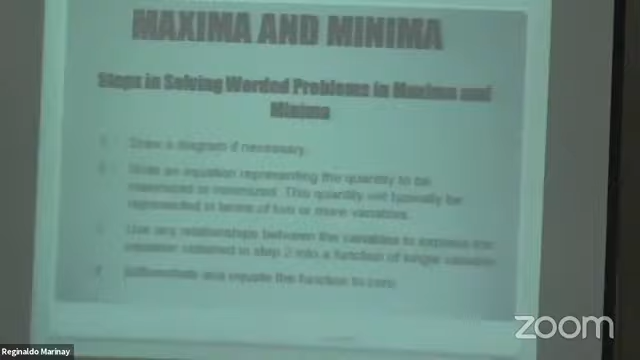 MAXIMA AND MINIMA
Steps in Solving Worded Problems in Maxima and
Minima
Draw a diagram if necessary.
Write an equation representing the quantity to be
maximized or minimized. This quantity will typically be
represented in terms of two or more variables.
Use any relationships between the variables to express the
equation obtained in step 2 into a function of single variable
Differentiate and equate the function to zero
zoom
Reginaldo Marinay